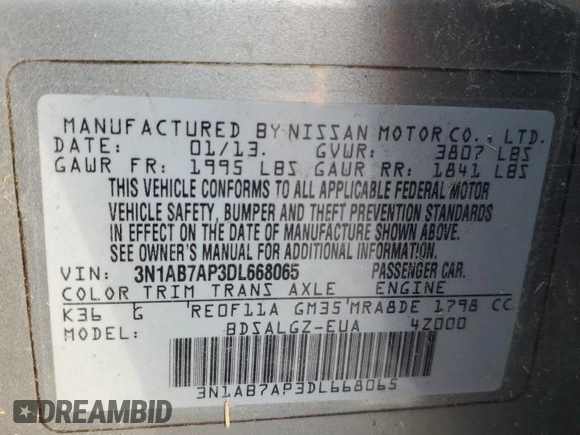 MANUFACTURED BY NISSAN MOTOR CO., LTD.
DATE: 01/13. GVWR: 3807 LBS
GAWR FR: 1995 LBS GAWR RR: 1841 LBS
THIS VEHICLE CONFORMS TO ALL APPLICABLE FEDERAL MOTOR
VEHICLE SAFETY, BUMPER AND THEFT PREVENTION STANDARDS
IN EFFECT ON THE DATE OF MANUFACTURE SHOWN ABOVE.
SEE OWNER'S MANUAL FOR ADDITIONAL INFORMATION.
VIN: 3N1AB7AP3DL668065 PASSENGER CAR.
COLOR TRIM TRANS AXLE ENGINE
K36 G RE0F11A GM35 MRA8DE 1798 CC
MODEL: BDSALGZ-EUA 4Z000
3N1AB7AP3DL668065
DREAMBID